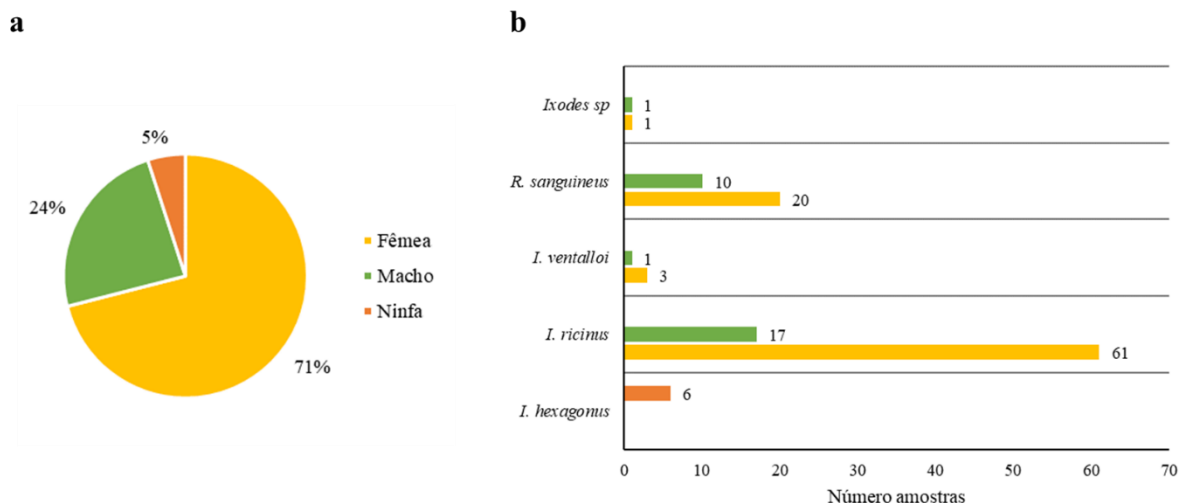 a
5%
24%
71%
Fêmea
Macho
Ninfa
b
Ixodes sp
1
1
R. sanguineus
10
20
I. ventalloi
1
3
I. ricinus
17
61
I. hexagonus
6
0 10 20 30 40 50 60 70
Número amostras